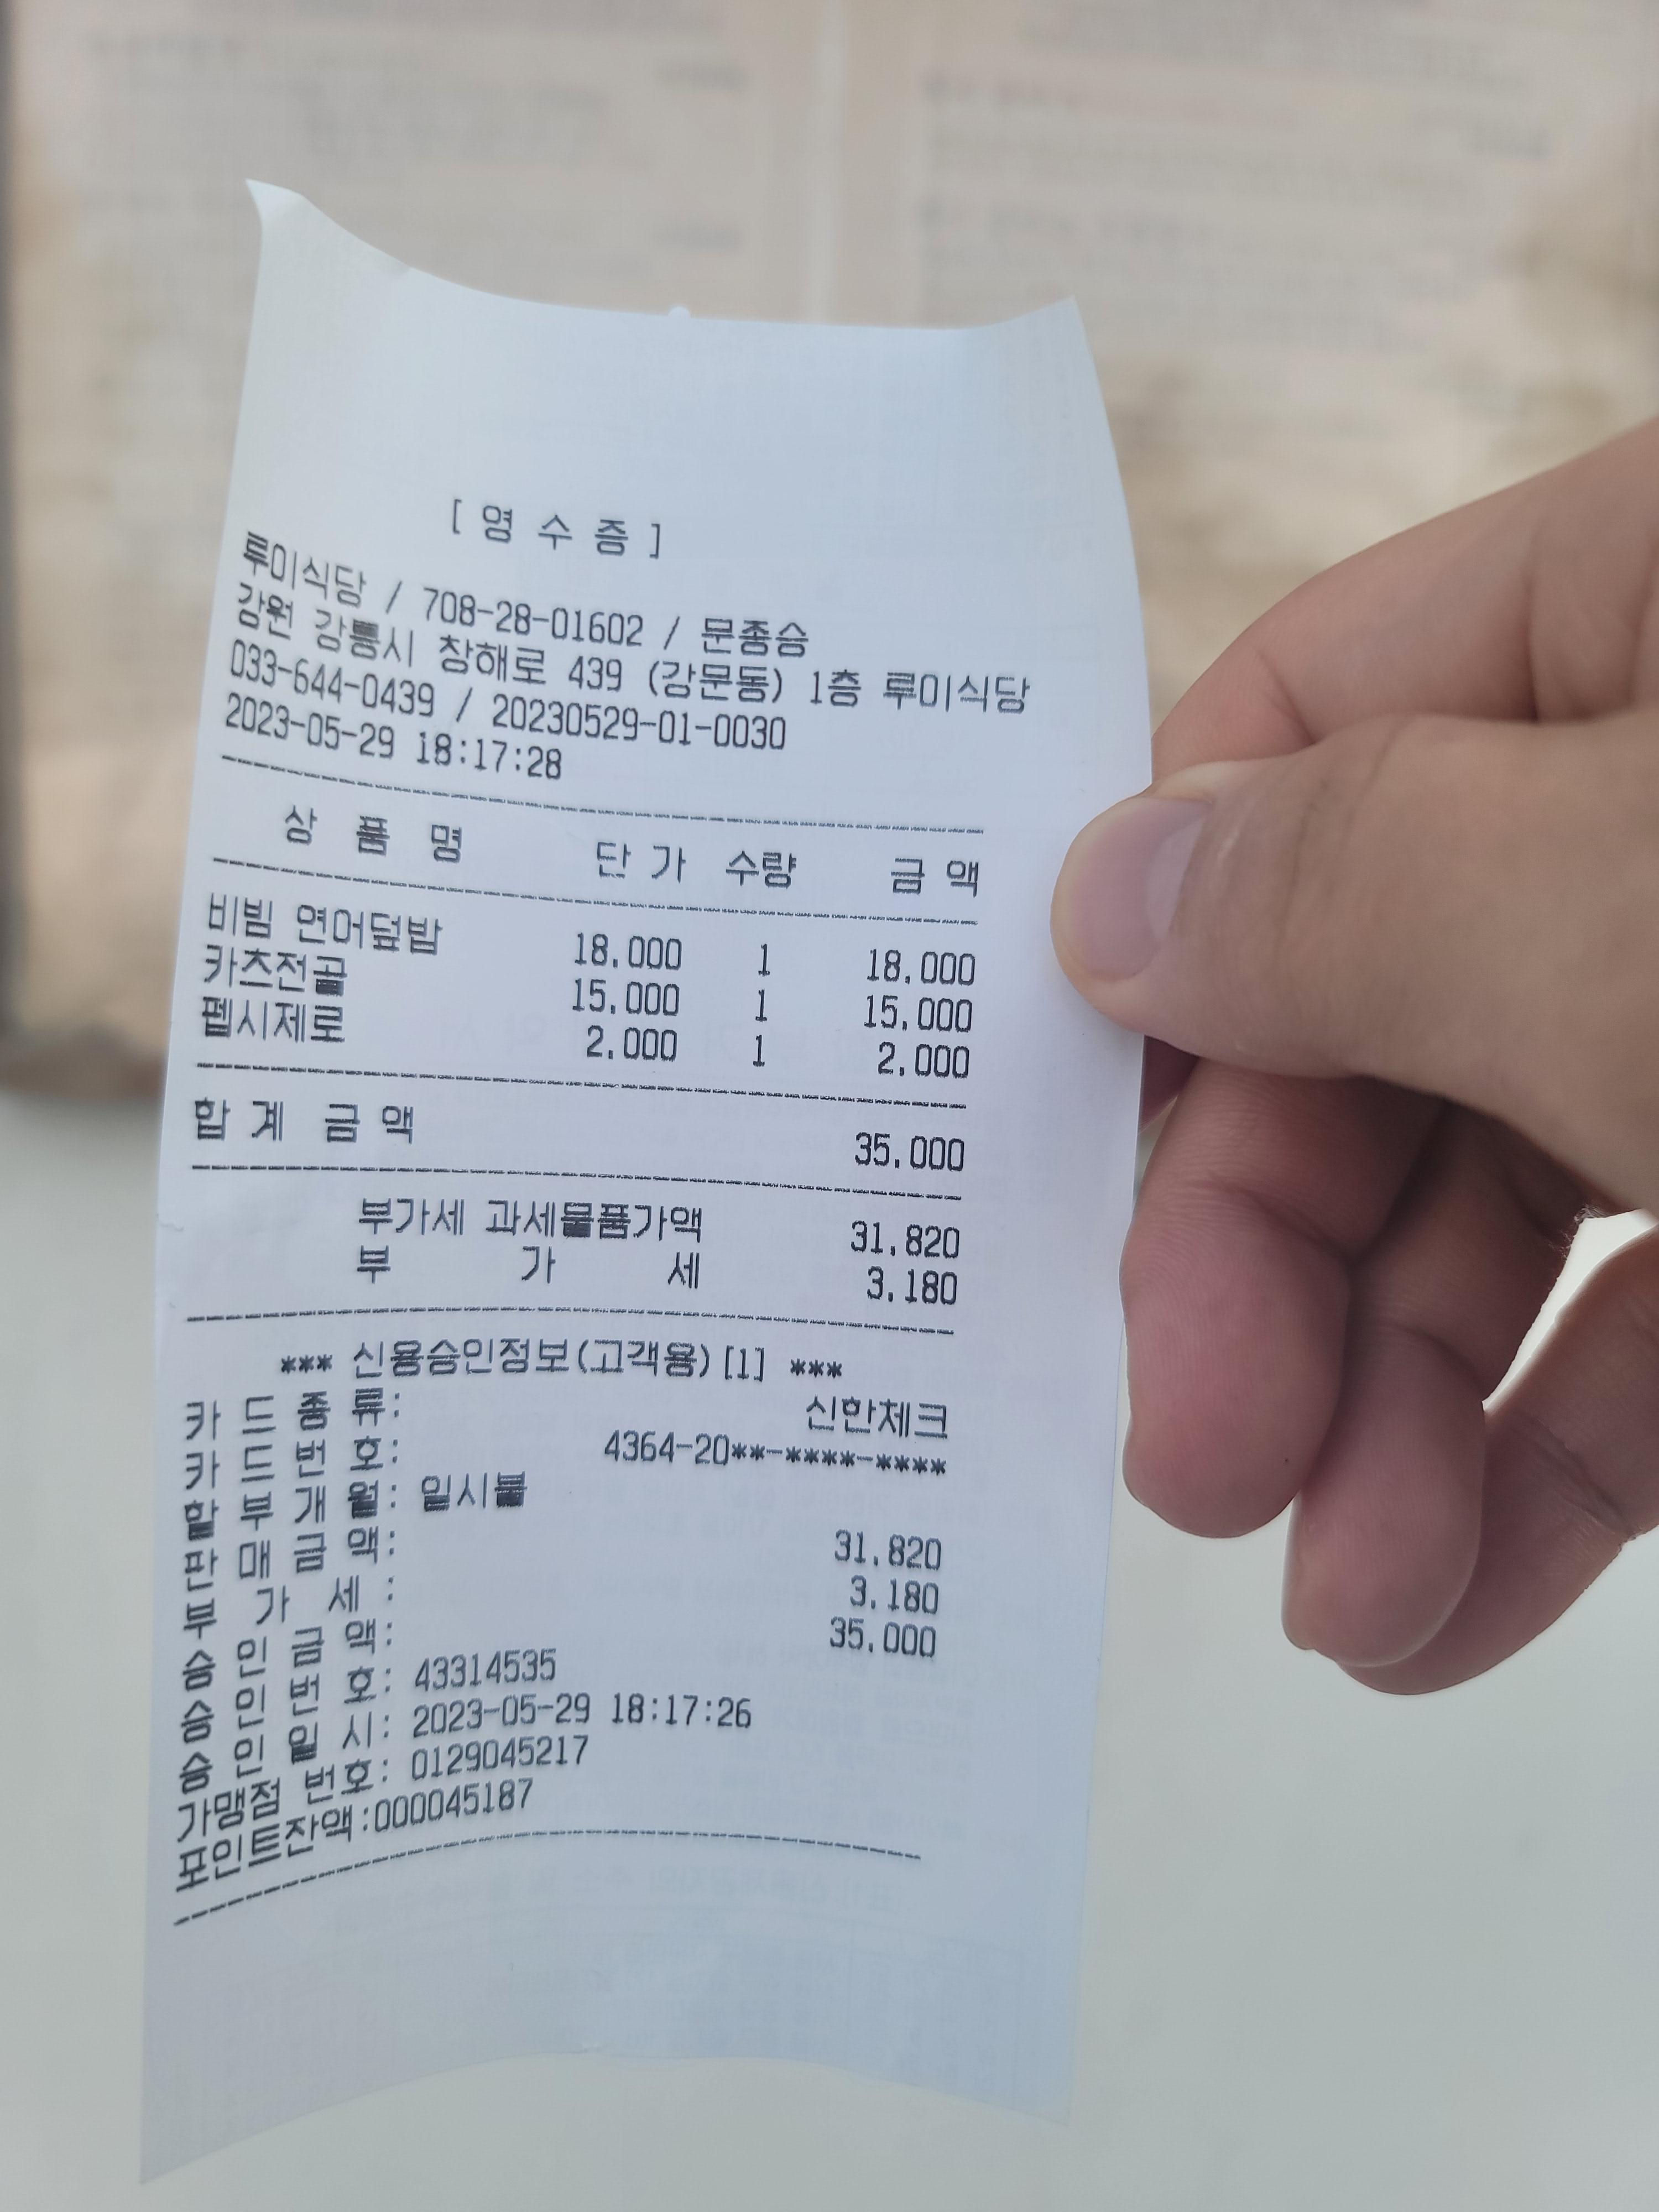 [ 영 수 증 ]
루미식당 / 708-28-01602 / 문종승
강원 강릉시 창해로 439 (강문동) 1층 루미식당
033-644-0439 / 20230529-01-0030
2023-05-29 18:17:28
상 품 명 단 가 수량 금 액
비빔 연어덮밥 18,000 1 18,000
카츠전골 15,000 1 15,000
펩시제로 2,000 1 2,000
합 계 금 액 35,000
부가세 과세물품가액 31,820
부 가 세 3,180
*** 신용승인정보(고객용)[1] ***
카 드 종 류: 신한체크
카 드 번 호: 4364-20**-****-****
할 부 개 월: 일시불
판 매 금 액: 31,820
부 가 세 : 3,180
승 인 금 액: 35,000
승 인 번 호: 43314535
승 인 일 시: 2023-05-29 18:17:26
가맹점 번호: 0129045217
포인트잔액:000045187